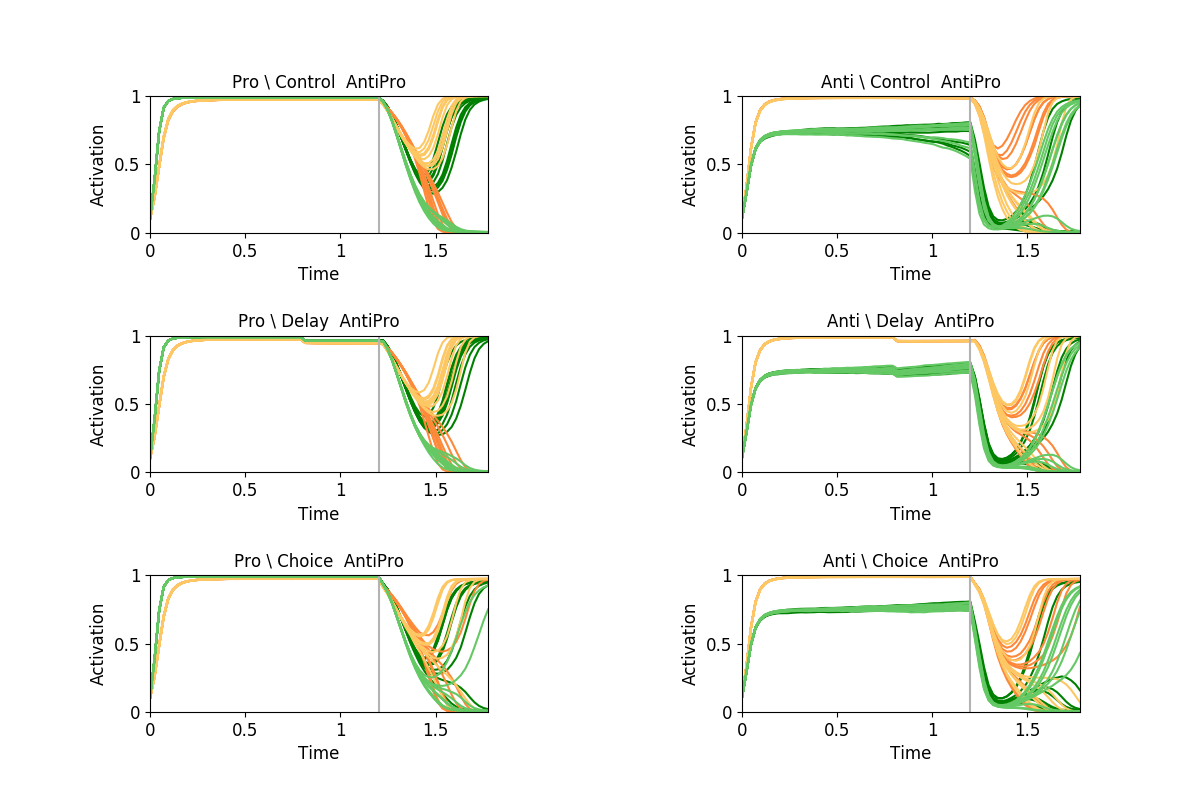 Pro \ Control  AntiPro
1
0.5
0
Activation
0
0.5
1
1.5
Time
Anti \ Control  AntiPro
1
0.5
0
Activation
0
0.5
1
1.5
Time
Pro \ Delay  AntiPro
1
0.5
0
Activation
0
0.5
1
1.5
Time
Anti \ Delay  AntiPro
1
0.5
0
Activation
0
0.5
1
1.5
Time
Pro \ Choice  AntiPro
1
0.5
0
Activation
0
0.5
1
1.5
Time
Anti \ Choice  AntiPro
1
0.5
0
Activation
0
0.5
1
1.5
Time